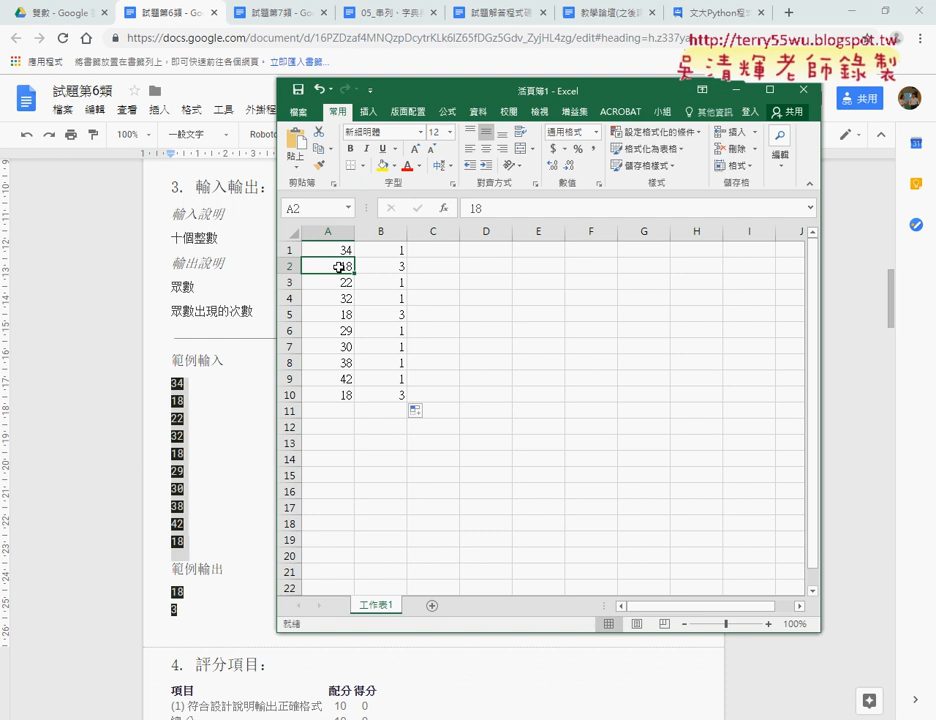 雙數 - Google
試題第6類 - Goo
試題第7類 - Goo
05_串列、字典
試題解答程式碼
教學論壇(之後
文大Python程式
https://docs.google.com/document/d/16PZDzaf4MNQzpDcytrKLk6IZ65fDGz5Gdv_ZyjHL4zg/edit#heading=h.z337ya
http://terry55wu.blogspot.tw
吳清輝老師錄製
應用程式 將書籤放置在書籤列上，即可快速前往各個網頁。 立即匯入書籤...
試題第6類
檔案 編輯 查看 插入 格式 工具 外掛程
共用
100% 一般文字 Roboto
活頁簿1 - Excel
檔案 常用 插入 版面配置 公式 資料 校閱 檢視 增益集 ACROBAT 小組 其他資訊 登入 共用
新細明體 12 通用格式 設定格式化的條件 插入
貼上 B I U 格式化為表格 刪除 編輯
儲存格樣式 格式
剪貼簿 字型 對齊方式 數值 樣式 儲存格
A2 fx 18
A B C D E F G H I J
1 34 1
2 18 3
3 22 1
4 32 1
5 18 3
6 29 1
7 30 1
8 38 1
9 42 1
10 18 3
11
12
13
14
15
16
17
18
19
20
21
22
工作表1
就緒 100%
3. 輸入輸出：
輸入說明
十個整數
輸出說明
眾數
眾數出現的次數
範例輸入
34
18
22
32
18
29
30
38
42
18
範例輸出
18
3
4. 評分項目：
項目 配分 得分
(1) 符合設計說明輸出正確格式 10 0